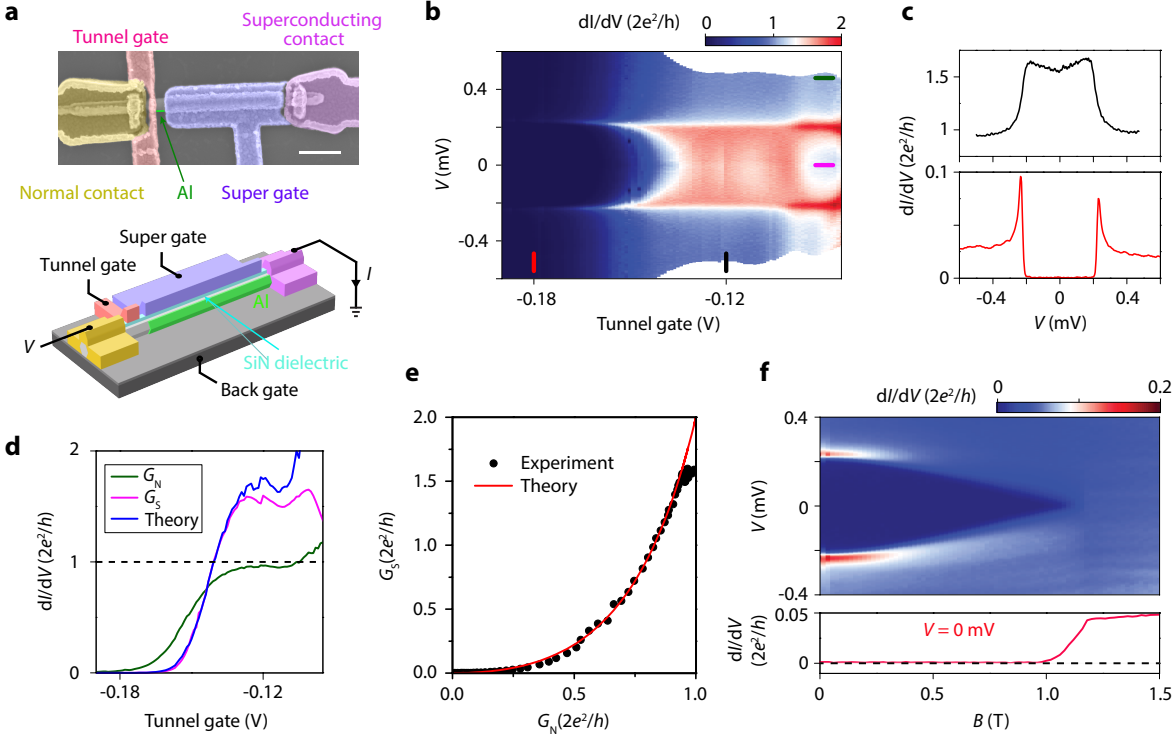 a
Tunnel gate
Superconducting
contact
Normal contact
Al
Super gate
Super gate
Tunnel gate
I
Al
V
SiN dielectric
Back gate
b
dI/dV (2e²/h)
0 1 2
V (mV)
0.4
0
-0.4
-0.18 -0.12
Tunnel gate (V)
c
dI/dV (2e²/h)
1.5
1
0.1
0
-0.4 0 0.4
V (mV)
d
dI/dV (2e²/h)
2
1
0
G_N
G_S
Theory
-0.18 -0.12
Tunnel gate (V)
e
G_S (2e²/h)
2.0
1.5
1.0
0.5
0.0
Experiment
Theory
0.0 0.5 1.0
G_N (2e²/h)
f
dI/dV (2e²/h)
0 0.2
V (mV)
0.4
0
-0.4
dI/dV
(2e²/h)
0.05
0
V = 0 mV
0 0.5 1.0 1.5
B (T)